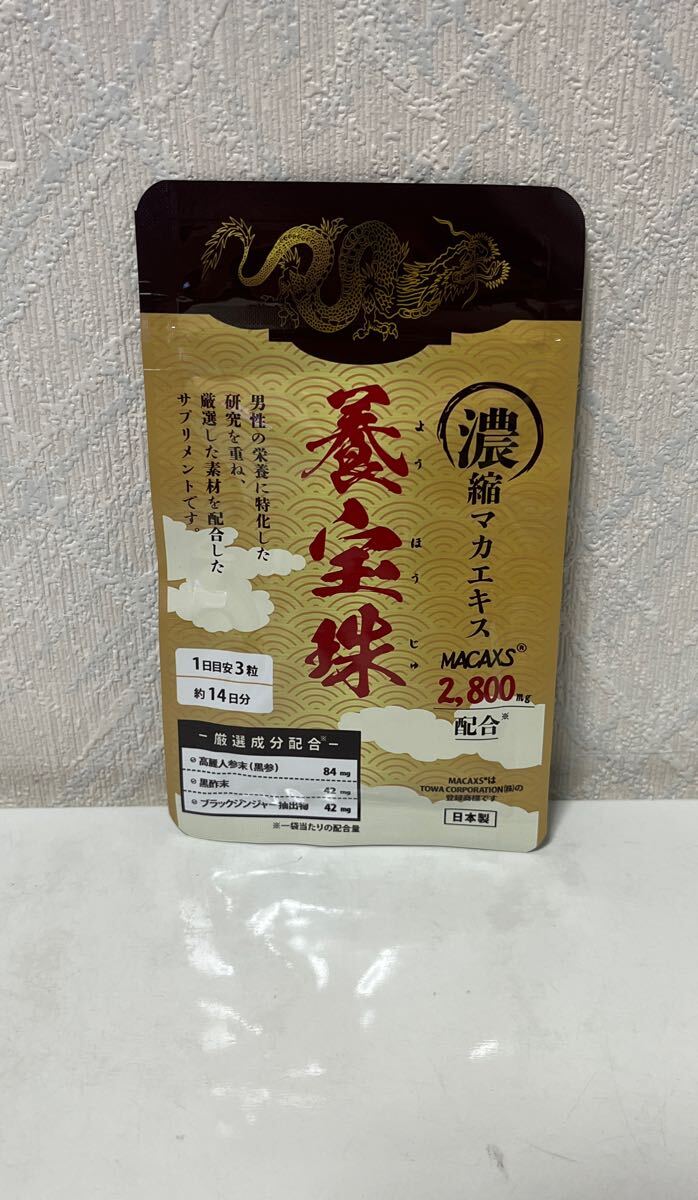 濃縮マカエキス
MACAXS®
2,800mg
配合※
養宝珠
ようほうじゅ
男性の栄養に特化した
研究を重ね、
厳選した素材を配合した
サプリメントです。
1日目安3粒
約14日分
ー厳選成分配合※ー
高麗人参末(黒参) 84 mg
黒酢末 42 mg
ブラックジンジャー抽出物 42 mg
※一袋当たりの配合量
MACAXS®は
TOWA CORPORATION㈱の
登録商標です
日本製